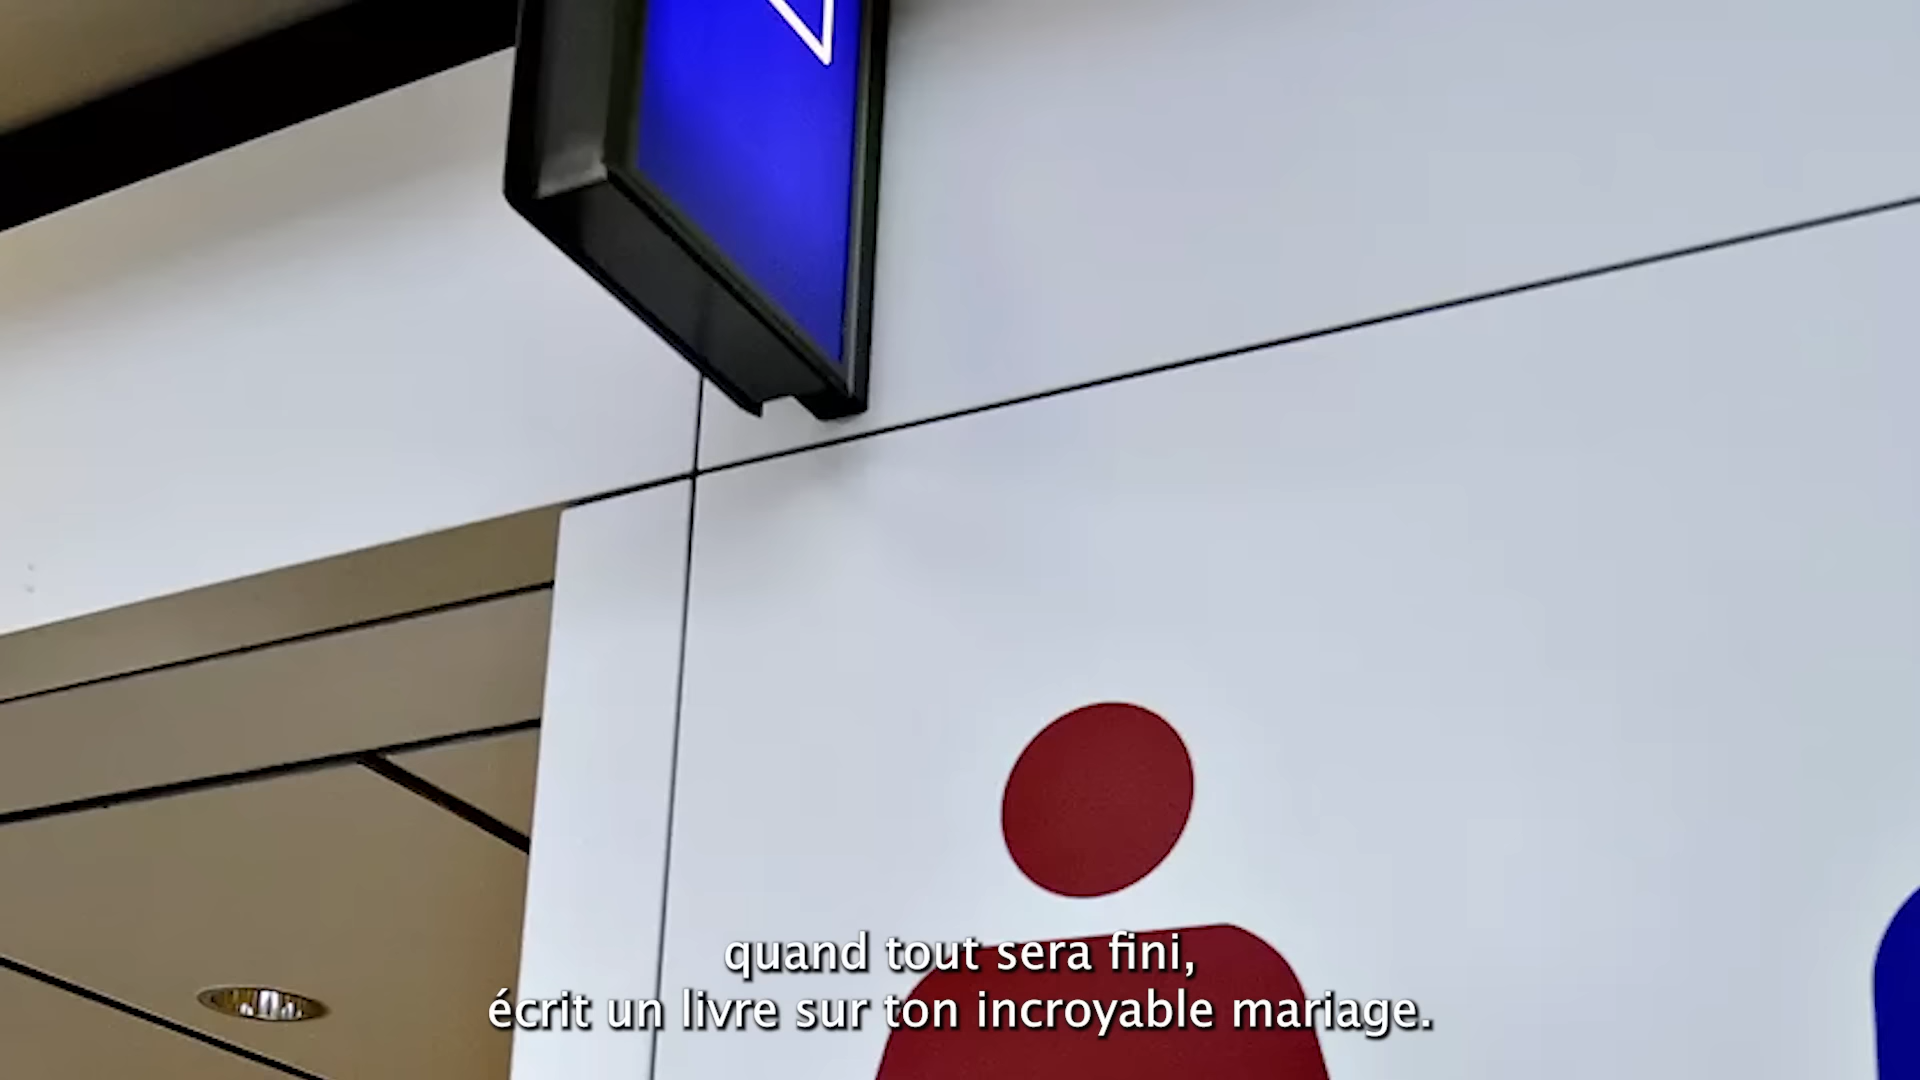 quand tout sera fini,
écrit un livre sur ton incroyable mariage.